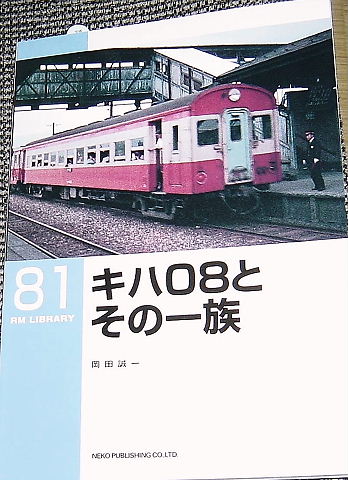 81
RM LIBRARY
キハ08と
その一族
岡田誠一
NEKO PUBLISHING CO.,LTD.